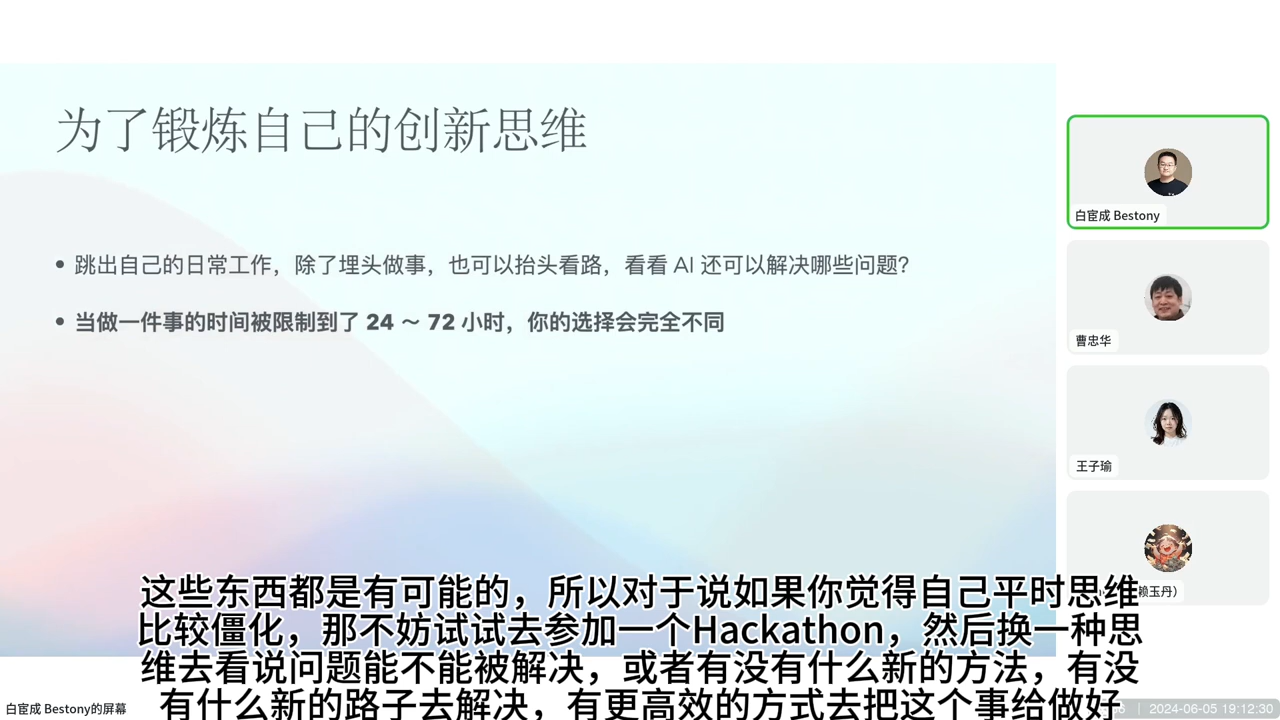 为了锻炼自己的创新思维
• 跳出自己的日常工作，除了埋头做事，也可以抬头看路，看看 AI 还可以解决哪些问题？
• 当做一件事的时间被限制到了 24 ～ 72 小时，你的选择会完全不同
白宦成 Bestony
曹忠华
王子瑜
赖玉丹）
这些东西都是有可能的，所以对于说如果你觉得自己平时思维
比较僵化，那不妨试试去参加一个Hackathon，然后换一种思
维去看说问题能不能被解决，或者有没有什么新的方法，有没
有什么新的路子去解决，有更高效的方式去把这个事给做好
白宦成 Bestony的屏幕
2024-06-05 19:12:30